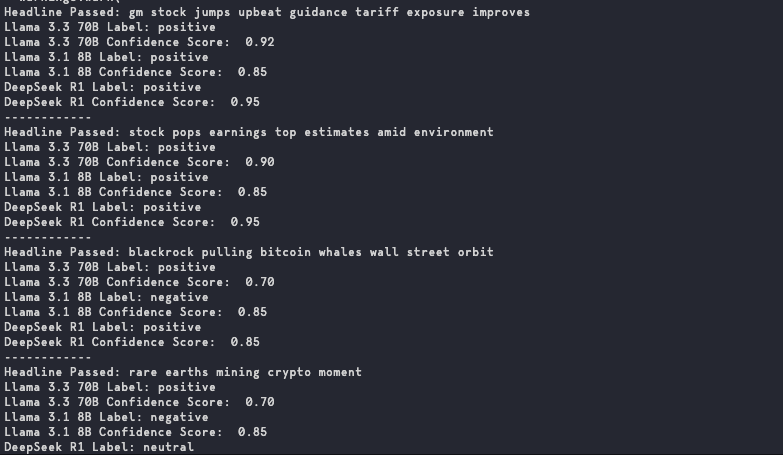 Headline Passed: gm stock jumps upbeat guidance tariff exposure improves
Llama 3.3 70B Label: positive
Llama 3.3 70B Confidence Score:  0.92
Llama 3.1 8B Label: positive
Llama 3.1 8B Confidence Score:  0.85
DeepSeek R1 Label: positive
DeepSeek R1 Confidence Score:  0.95
------------
Headline Passed: stock pops earnings top estimates amid environment
Llama 3.3 70B Label: positive
Llama 3.3 70B Confidence Score:  0.90
Llama 3.1 8B Label: positive
Llama 3.1 8B Confidence Score:  0.85
DeepSeek R1 Label: positive
DeepSeek R1 Confidence Score:  0.95
------------
Headline Passed: blackrock pulling bitcoin whales wall street orbit
Llama 3.3 70B Label: positive
Llama 3.3 70B Confidence Score:  0.70
Llama 3.1 8B Label: negative
Llama 3.1 8B Confidence Score:  0.85
DeepSeek R1 Label: positive
DeepSeek R1 Confidence Score:  0.85
------------
Headline Passed: rare earths mining crypto moment
Llama 3.3 70B Label: positive
Llama 3.3 70B Confidence Score:  0.70
Llama 3.1 8B Label: negative
Llama 3.1 8B Confidence Score:  0.85
DeepSeek R1 Label: neutral